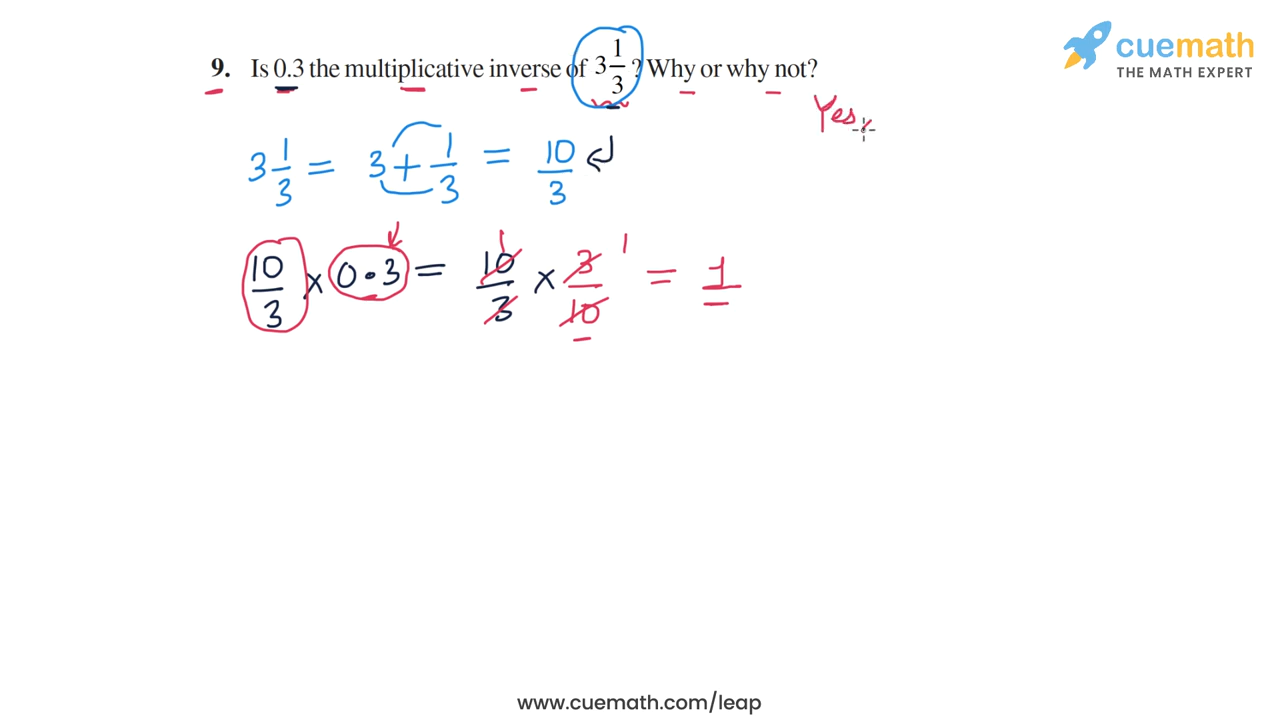 cuemath
THE MATH EXPERT
9. Is 0.3 the multiplicative inverse of 3 1/3 ? Why or why not?
Yes
3 1/3 = 3 + 1/3 = 10/3
10/3 × 0.3 = 10/3 × 3/10 = 1
1 1
www.cuemath.com/leap